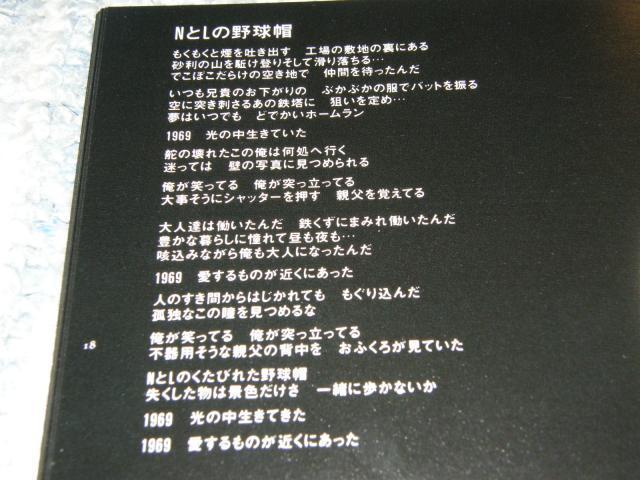 NとLの野球帽
もくもくと煙を吐き出す　工場の敷地の裏にある
砂利の山を駆け登りそして滑り落ちる…
でこぼこだらけの空き地で　仲間を待ったんだ
いつも兄貴のお下がりの　ぶかぶかの服でバットを振る
空に突き刺さるあの鉄塔に　狙いを定め…
夢はいつでも　どでかいホームラン
1969　光の中生きていた
舵の壊れたこの俺は何処へ行く
迷っては　壁の写真に見つめられる
俺が笑ってる　俺が突っ立ってる
大事そうにシャッターを押す　親父を覚えてる
大人達は働いたんだ　鉄くずにまみれ働いたんだ
豊かな暮らしに憧れて昼も夜も…
咳込みながら俺も大人になったんだ
1969　愛するものが近くにあった
人のすき間からはじかれても　もぐり込んだ
孤独なこの瞳を見つめるな
俺が笑ってる　俺が突っ立ってる
不器用そうな親父の背中を　おふくろが見ていた
NとLのくたびれた野球帽
失くした物は景色だけさ　一緒に歩かないか
1969　光の中生きてきた
1969　愛するものが近くにあった
18